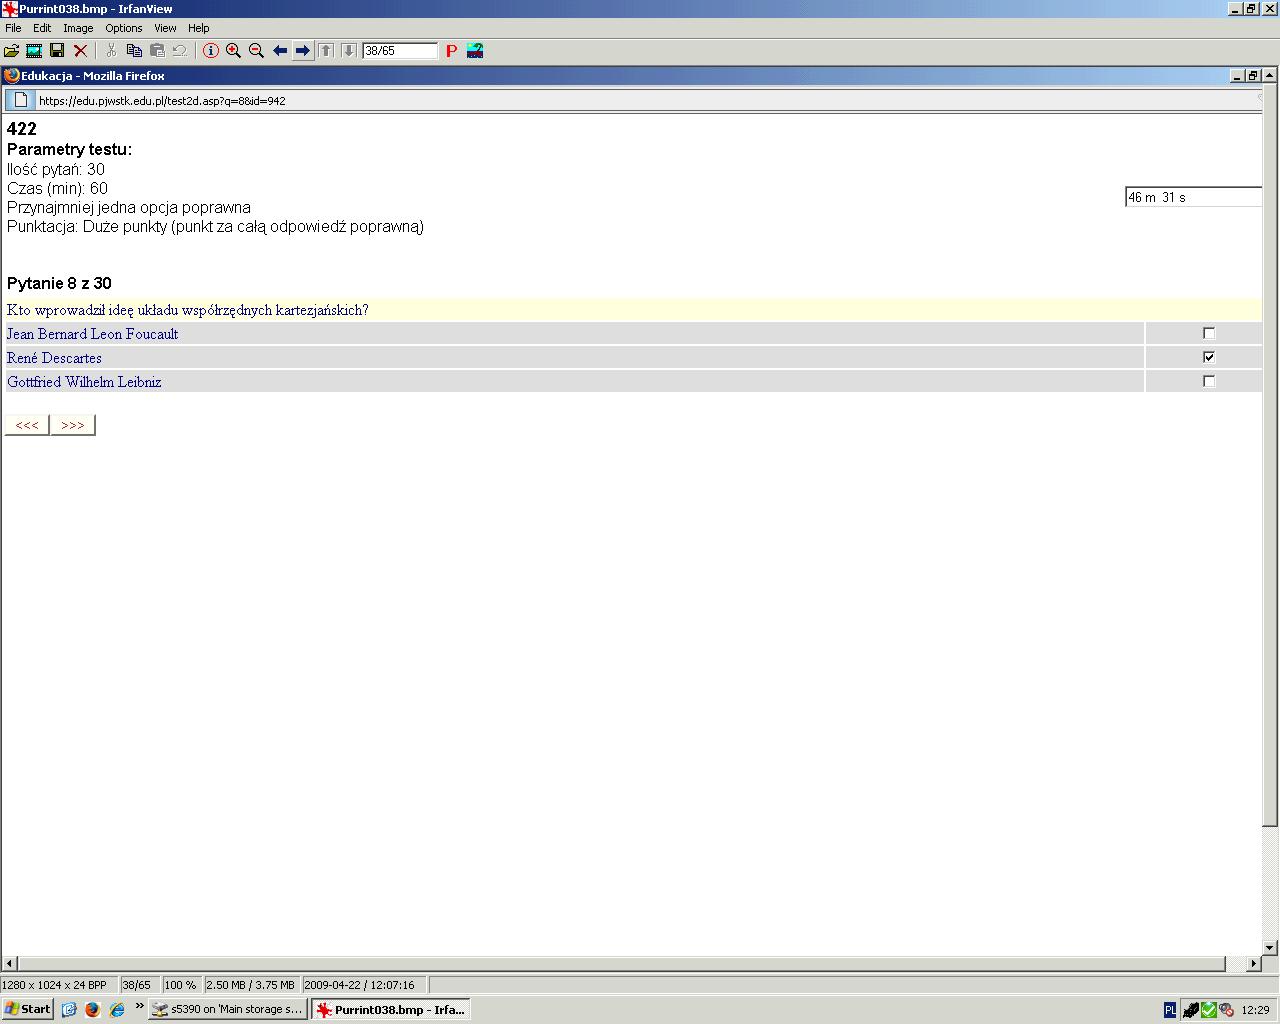 Purrint038.bmp - IrfanView
File Edit Image Options View Help
38/65 P
Edukacja - Mozilla Firefox
https://edu.pjwstk.edu.pl/test2d.asp?q=8&id=942
422
Parametry testu:
Ilość pytań: 30
Czas (min): 60
46 m 31 s
Przynajmniej jedna opcja poprawna
Punktacja: Duże punkty (punkt za całą odpowiedź poprawną)
Pytanie 8 z 30
Kto wprowadził ideę układu współrzędnych kartezjańskich?
Jean Bernard Leon Foucault
René Descartes
Gottfried Wilhelm Leibniz
<<< >>>
1280 x 1024 x 24 BPP 38/65 100 % 2.50 MB / 3.75 MB 2009-04-22 / 12:07:16
Start » s5390 on 'Main storage s... Purrint038.bmp - Irfa... PL 12:29